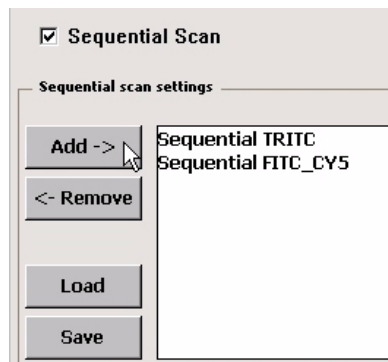 Sequential Scan
Sequential scan settings
Add ->
Sequential TRITC
Sequential FITC_CY5
<- Remove
Load
Save